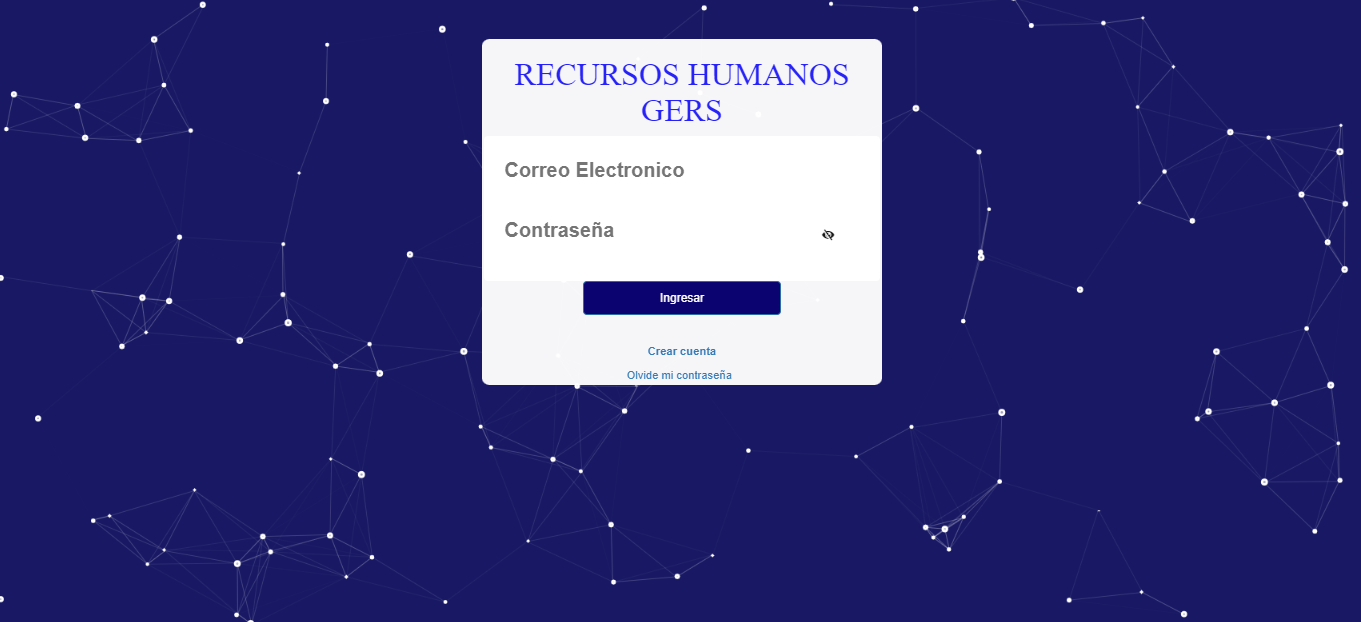 RECURSOS HUMANOS
GERS
Correo Electronico
Contraseña
Ingresar
Crear cuenta
Olvide mi contraseña